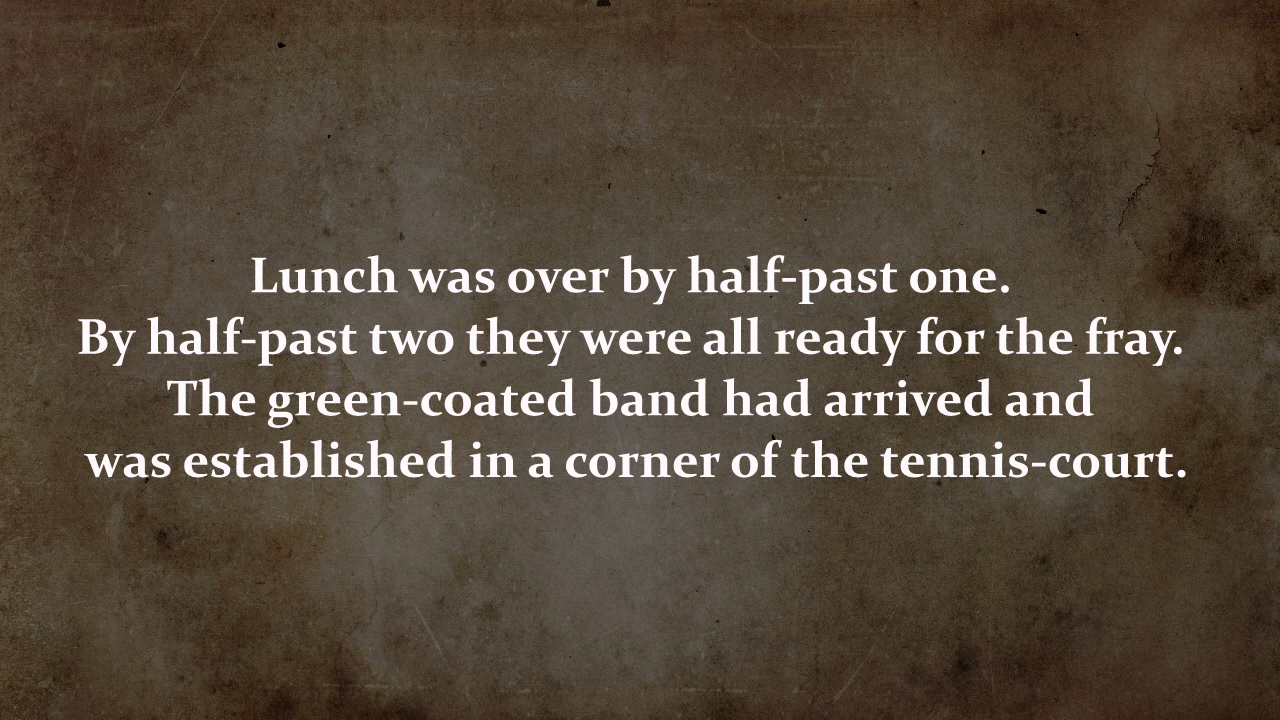 Lunch was over by half-past one.
By half-past two they were all ready for the fray.
The green-coated band had arrived and
was established in a corner of the tennis-court.